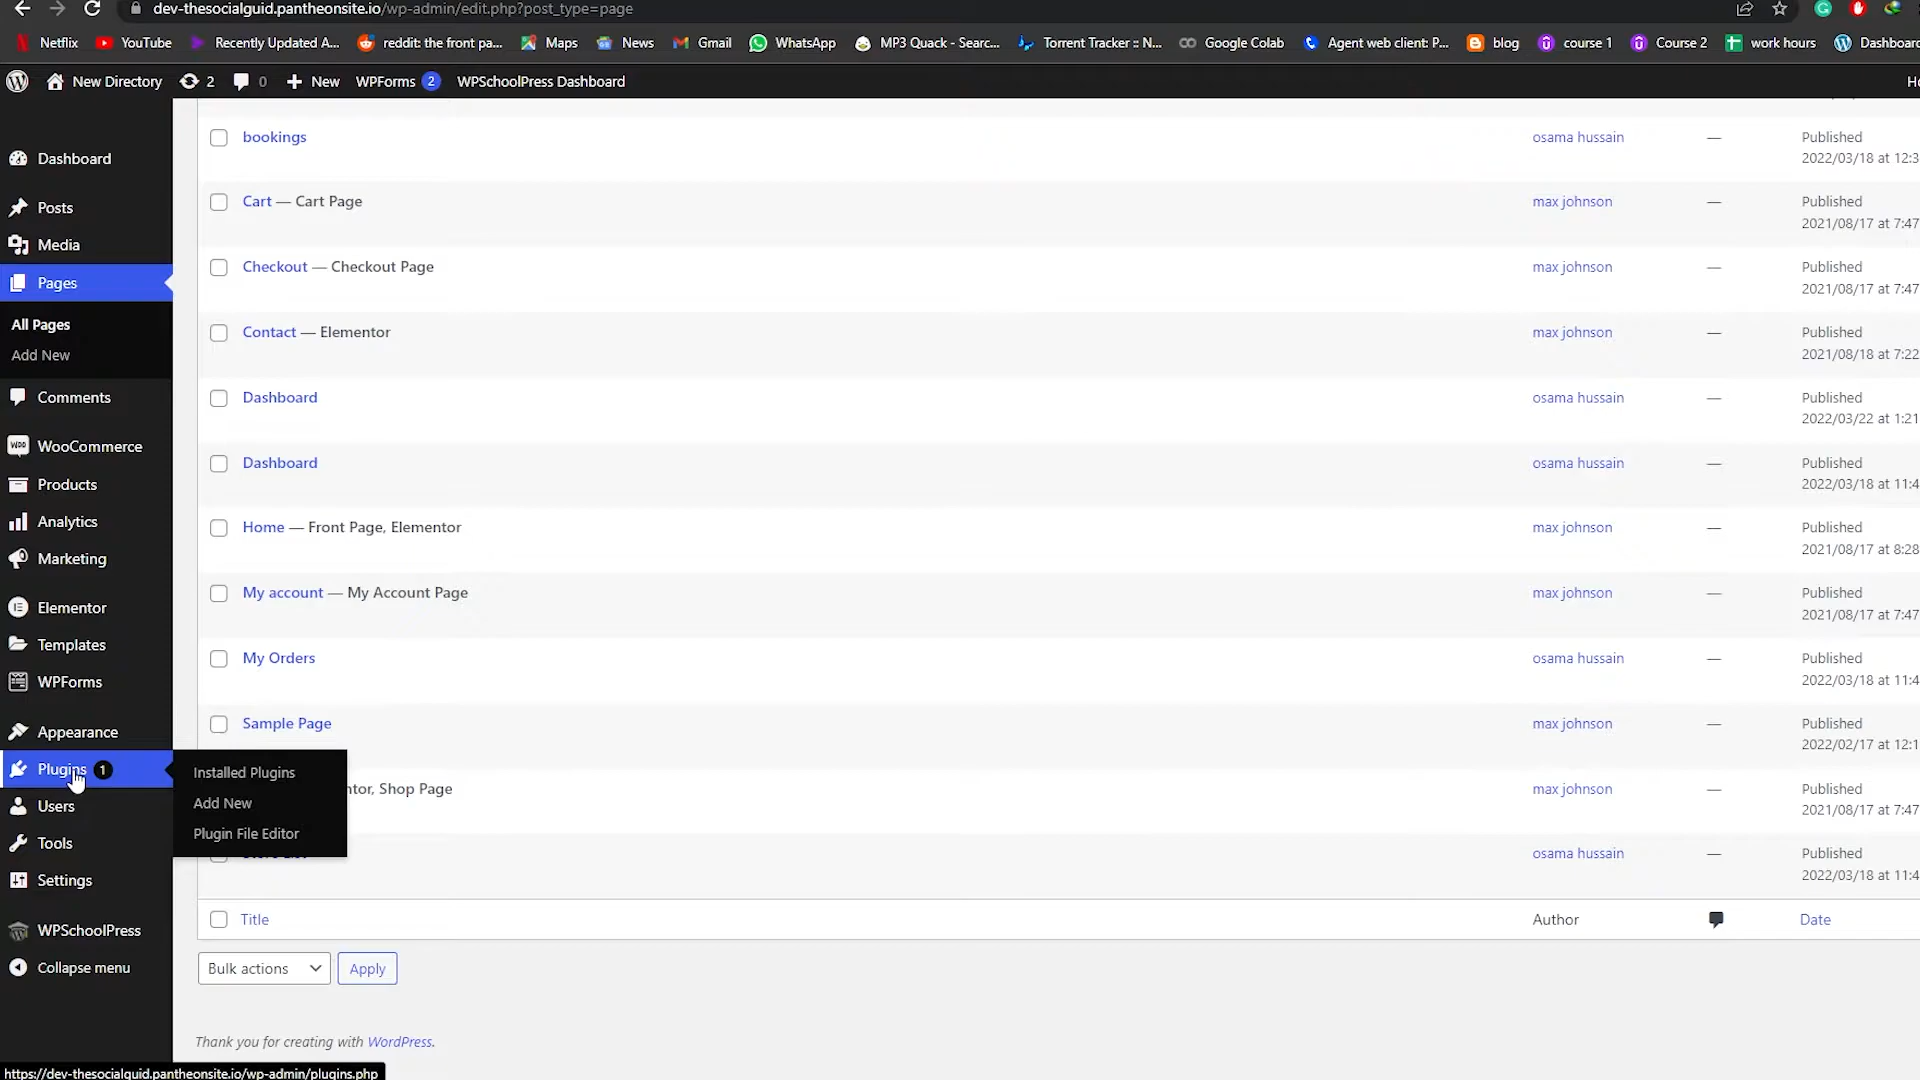 dev-thesocialguid.pantheonsite.io/wp-admin/edit.php?post_type=page
Netflix
YouTube
Recently Updated A...
reddit: the front pa...
Maps
News
Gmail
WhatsApp
MP3 Quack - Searc...
Torrent Tracker :: N...
Google Colab
Agent web client: P...
blog
course 1
Course 2
work hours
Dashboard
New Directory
2
0
New
WPForms 2
WPSchoolPress Dashboard
Dashboard
Posts
Media
Pages
All Pages
Add New
Comments
WooCommerce
Products
Analytics
Marketing
Elementor
Templates
WPForms
Appearance
Plugins 1
Users
Tools
Settings
WPSchoolPress
Collapse menu
Installed Plugins
Add New
Plugin File Editor
bookings osama hussain — Published
2022/03/18 at 12:3
Cart — Cart Page max johnson — Published
2021/08/17 at 7:47
Checkout — Checkout Page max johnson — Published
2021/08/17 at 7:47
Contact — Elementor max johnson — Published
2021/08/18 at 7:22
Dashboard osama hussain — Published
2022/03/22 at 1:21
Dashboard osama hussain — Published
2022/03/18 at 11:4
Home — Front Page, Elementor max johnson — Published
2021/08/17 at 8:28
My account — My Account Page max johnson — Published
2021/08/17 at 7:47
My Orders osama hussain — Published
2022/03/18 at 11:4
Sample Page max johnson — Published
2022/02/17 at 12:1
ntor, Shop Page max johnson — Published
2021/08/17 at 7:47
osama hussain — Published
2022/03/18 at 11:4
Title Author Date
Bulk actions Apply
Thank you for creating with WordPress.
https://dev-thesocialguid.pantheonsite.io/wp-admin/plugins.php